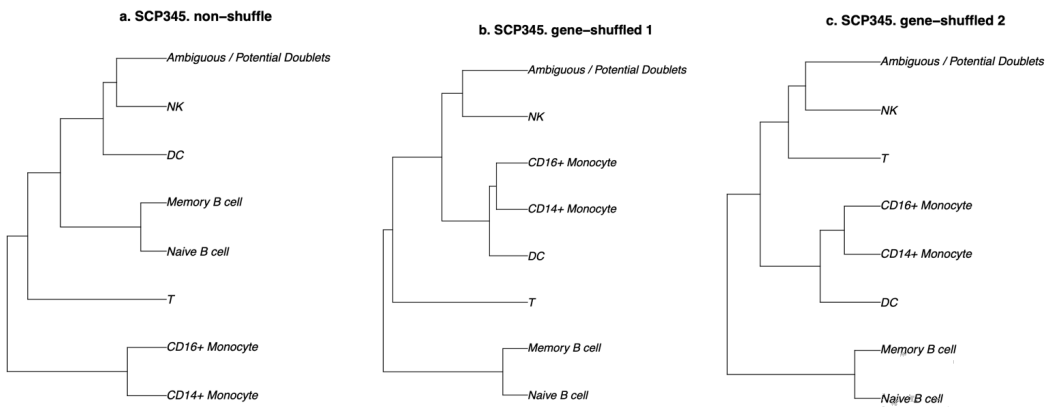 a. SCP345. non−shuffle
Ambiguous / Potential Doublets
NK
DC
Memory B cell
Naive B cell
T
CD16+ Monocyte
CD14+ Monocyte
b. SCP345. gene−shuffled 1
Ambiguous / Potential Doublets
NK
CD16+ Monocyte
CD14+ Monocyte
DC
T
Memory B cell
Naive B cell
c. SCP345. gene−shuffled 2
Ambiguous / Potential Doublets
NK
T
CD16+ Monocyte
CD14+ Monocyte
DC
Memory B cell
Naive B cell